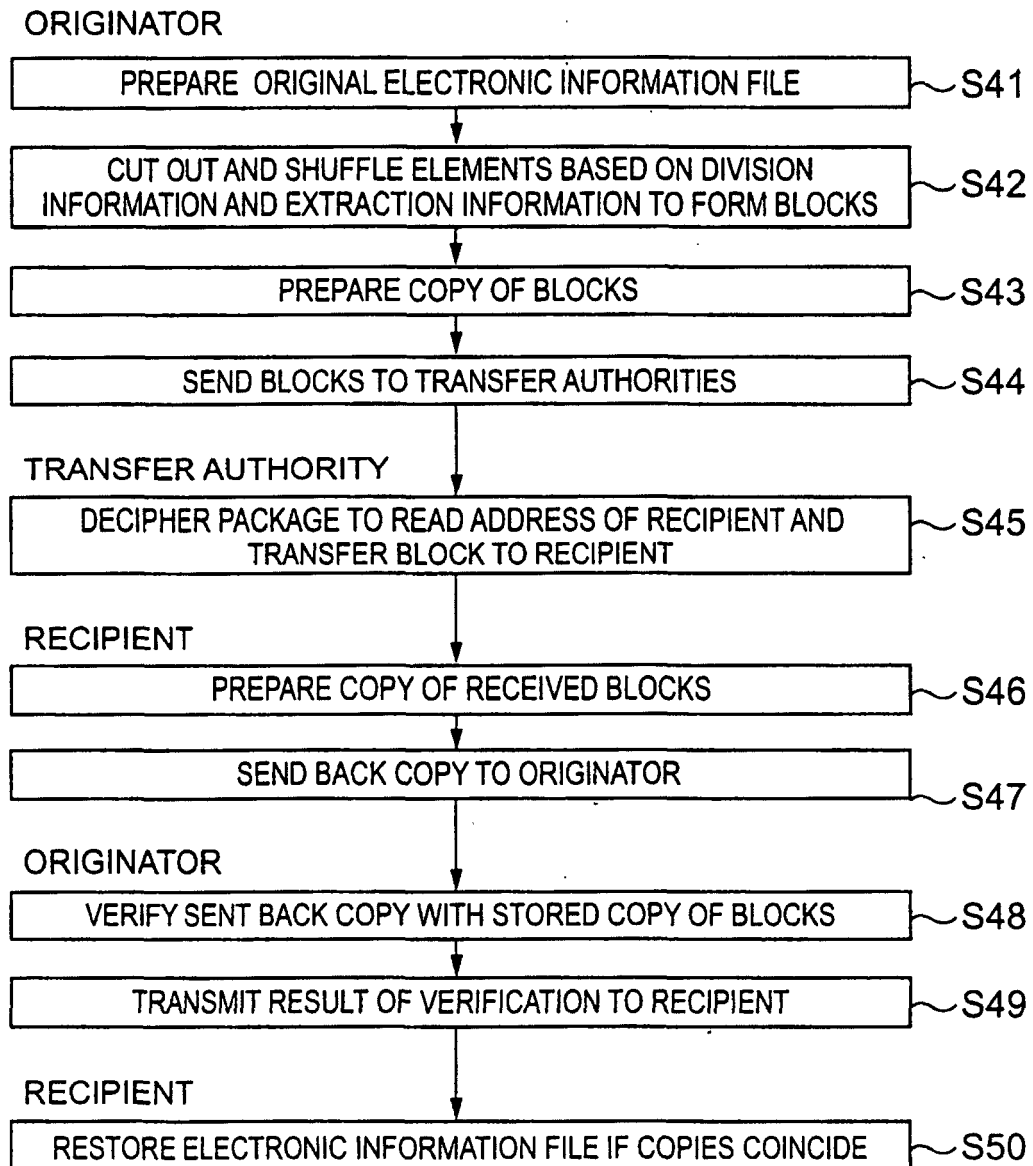 ORIGINATOR
PREPARE ORIGINAL ELECTRONIC INFORMATION FILE
S41
CUT OUT AND SHUFFLE ELEMENTS BASED ON DIVISION
INFORMATION AND EXTRACTION INFORMATION TO FORM BLOCKS
S42
PREPARE COPY OF BLOCKS
S43
SEND BLOCKS TO TRANSFER AUTHORITIES
S44
TRANSFER AUTHORITY
DECIPHER PACKAGE TO READ ADDRESS OF RECIPIENT AND
TRANSFER BLOCK TO RECIPIENT
S45
RECIPIENT
PREPARE COPY OF RECEIVED BLOCKS
S46
SEND BACK COPY TO ORIGINATOR
S47
ORIGINATOR
VERIFY SENT BACK COPY WITH STORED COPY OF BLOCKS
S48
TRANSMIT RESULT OF VERIFICATION TO RECIPIENT
S49
RECIPIENT
RESTORE ELECTRONIC INFORMATION FILE IF COPIES COINCIDE
S50